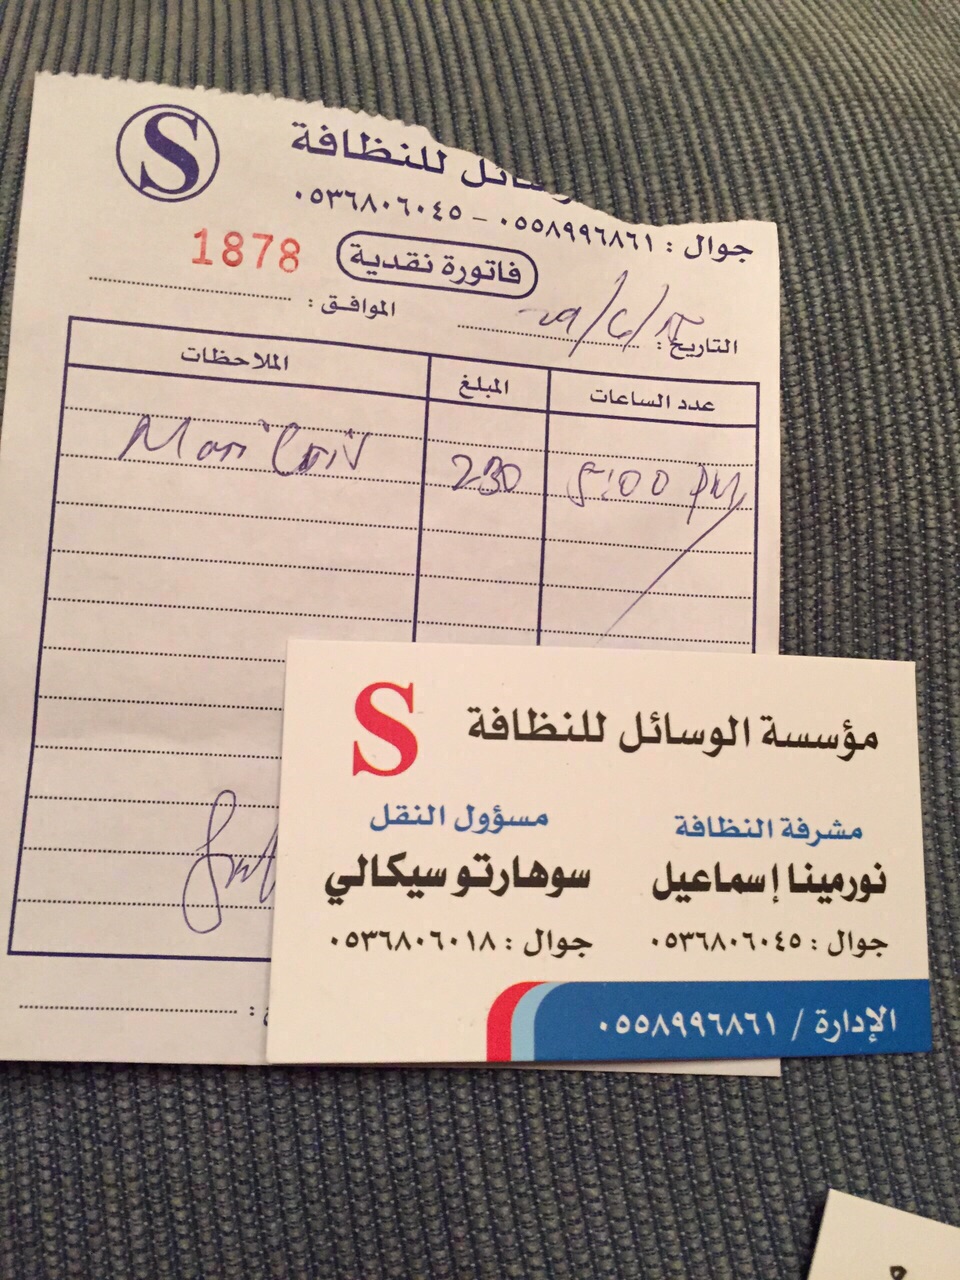 S
للنظافة
جوال : ٠٥٥٨٩٩٦٨٦١ - ٠٥٣٦٨٠٦٠٤٥
فاتورة نقدية
1878
التاريخ :
الموافق :
عدد الساعات
المبلغ
الملاحظات
5:00 PM
230
S
مؤسسة الوسائل للنظافة
مشرفة النظافة
نورمينا إسماعيل
جوال : ٠٥٣٦٨٠٦٠٤٥
مسؤول النقل
سوهارتو سيكالي
جوال : ٠٥٣٦٨٠٦٠١٨
الإدارة / ٠٥٥٨٩٩٦٨٦١